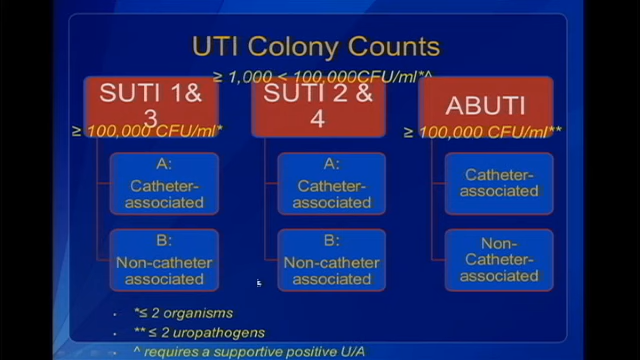 UTI Colony Counts
≥ 1,000 < 100,000CFU/ml*^
SUTI 1&
3
≥ 100,000 CFU/ml*
A:
Catheter-
associated
B:
Non-catheter
associated
SUTI 2 &
4
A:
Catheter-
associated
B:
Non-catheter
associated
ABUTI
≥ 100,000 CFU/ml**
Catheter-
associated
Non-
Catheter-
associated
*≤ 2 organisms
** ≤ 2 uropathogens
^ requires a supportive positive U/A